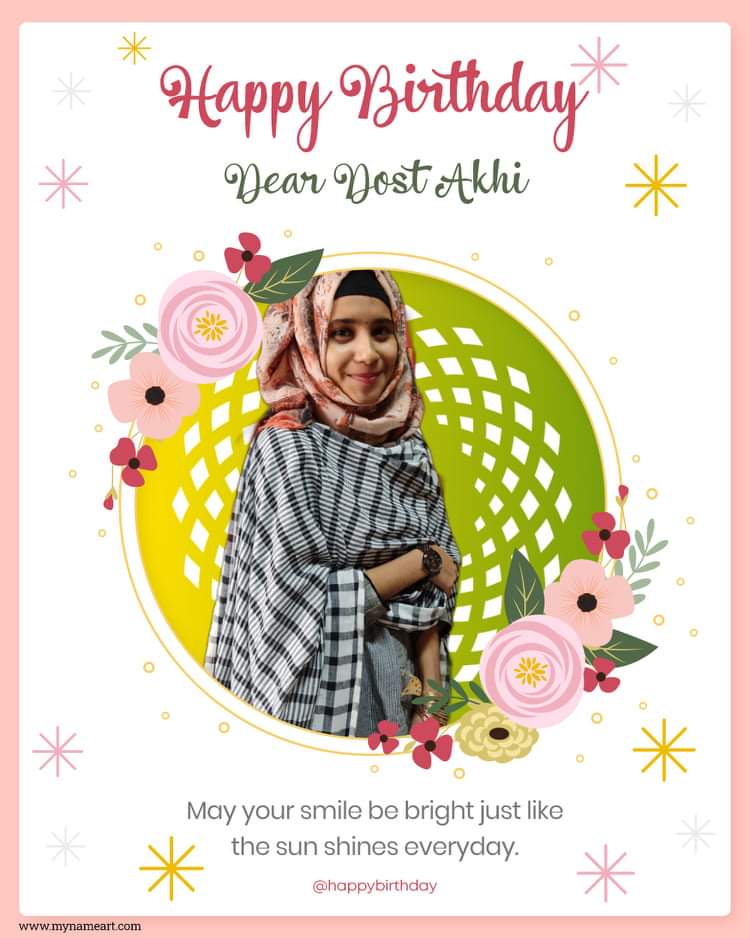 Happy Birthday
Dear Dost Akhi
May your smile be bright just like
the sun shines everyday.
@happybirthday
www.mynameart.com